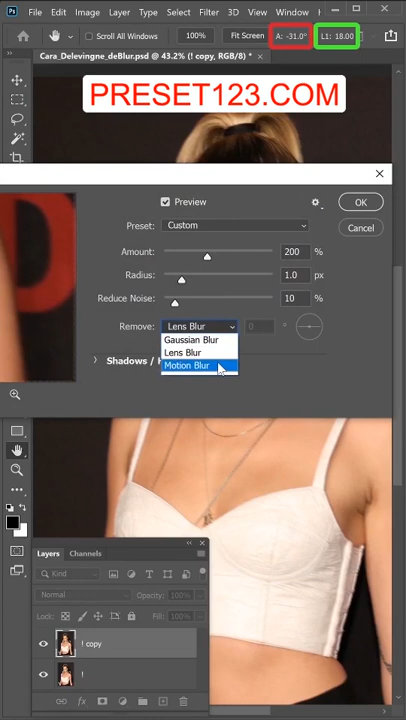 Ps File Edit Image Layer Type Select Filter 3D View Plugins Window
Scroll All Windows 100% Fit Screen A: -31.0° L1: 18.00
Cara_Delevingne_deBlur.psd @ 43.2% (! copy, RGB/8) *
PRESET123.COM
Preview
OK
Preset: Custom
Cancel
Amount: 200 %
Radius: 1.0 px
Reduce Noise: 10 %
Remove: Lens Blur 0 °
Gaussian Blur
Lens Blur
Shadows /
Motion Blur
Layers Channels
Kind
Normal Opacity: 100%
Lock: Fill: 100%
! copy
!
fx